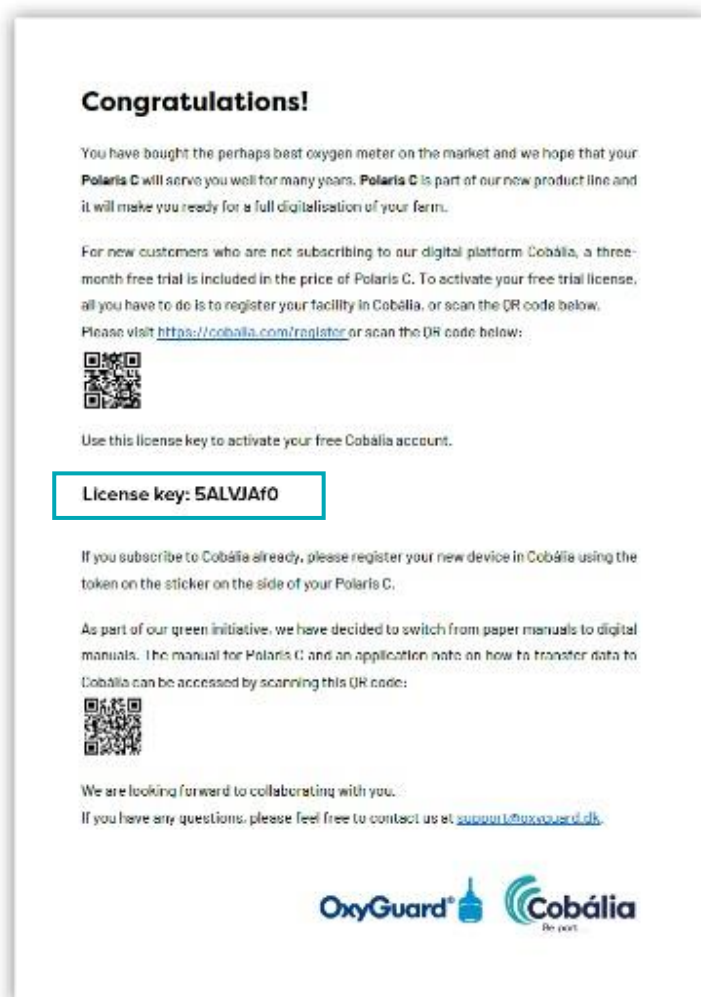 Congratulations!
You have bought the perhaps best oxygen meter on the market and we hope that your
Polaris C will serve you well for many years. Polaris C is part of our new product line and
it will make you ready for a full digitalisation of your farm.
For new customers who are not subscribing to our digital platform Cobália, a three-
month free trial is included in the price of Polaris C. To activate your free trial license,
all you have to do is to register your facility in Cobália, or scan the QR code below.
Please visit https://cobalia.com/register or scan the QR code below:
Use this license key to activate your free Cobália account.
License key: 5ALVJAf0
If you subscribe to Cobália already, please register your new device in Cobália using the
token on the sticker on the side of your Polaris C.
As part of our green initiative, we have decided to switch from paper manuals to digital
manuals. The manual for Polaris C and an application note on how to transfer data to
Cobália can be accessed by scanning this QR code:
We are looking forward to collaborating with you.
If you have any questions, please feel free to contact us at support@oxyguard.dk.
OxyGuard® Cobália
Be part